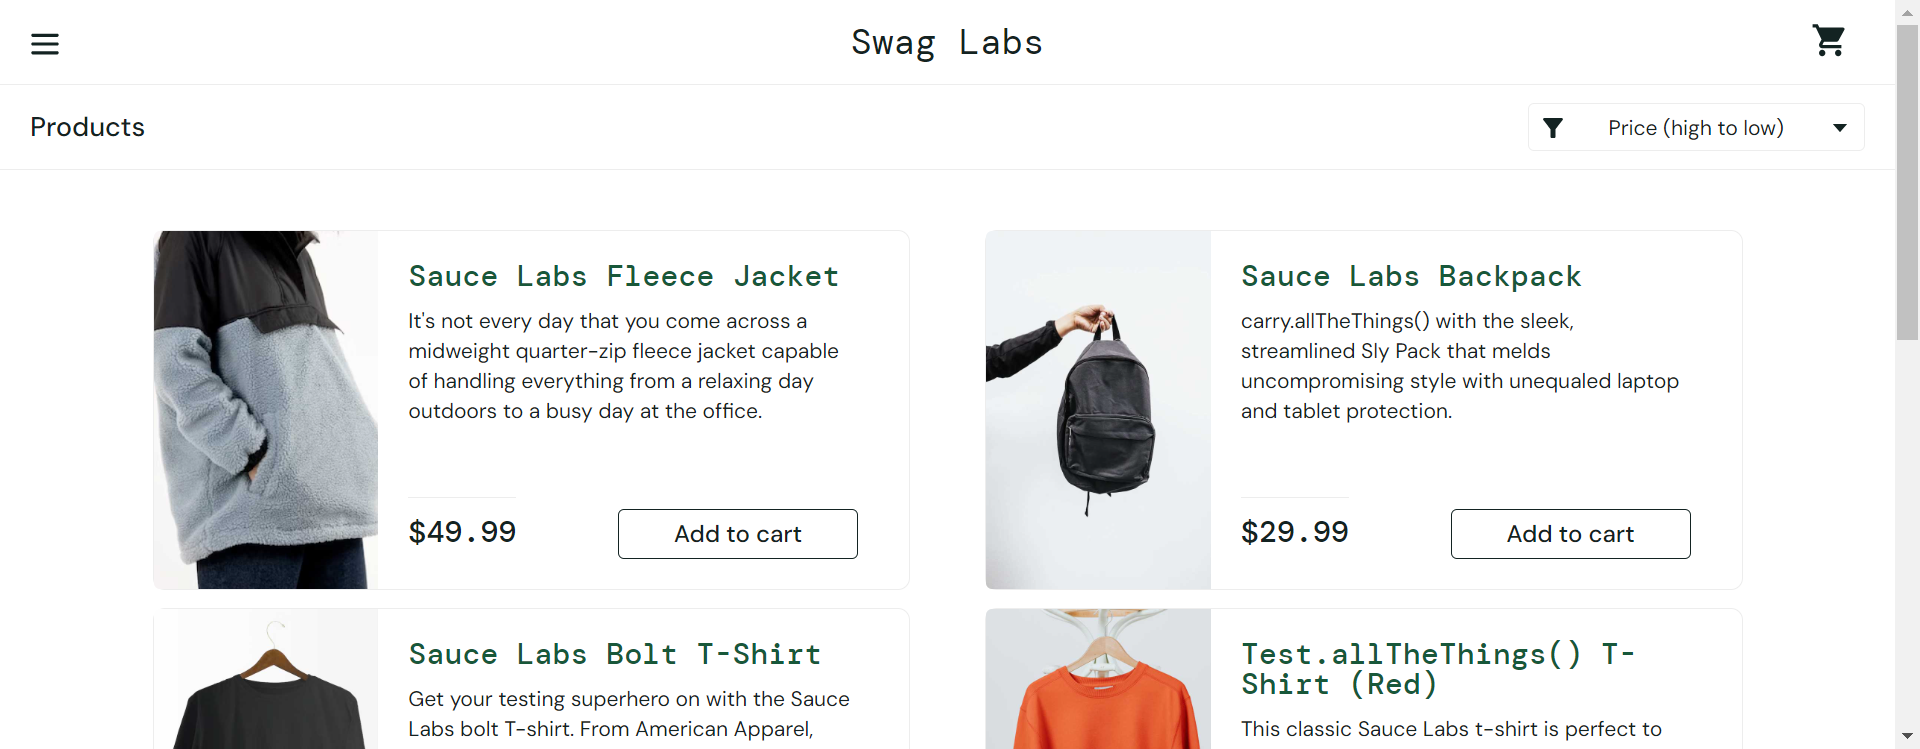 Swag Labs
Products
Price (high to low)
Sauce Labs Fleece Jacket
It's not every day that you come across a
midweight quarter-zip fleece jacket capable
of handling everything from a relaxing day
outdoors to a busy day at the office.
$49.99
Add to cart
Sauce Labs Backpack
carry.allTheThings() with the sleek,
streamlined Sly Pack that melds
uncompromising style with unequaled laptop
and tablet protection.
$29.99
Add to cart
Sauce Labs Bolt T-Shirt
Get your testing superhero on with the Sauce
Labs bolt T-shirt. From American Apparel,
Test.allTheThings() T-
Shirt (Red)
This classic Sauce Labs t-shirt is perfect to